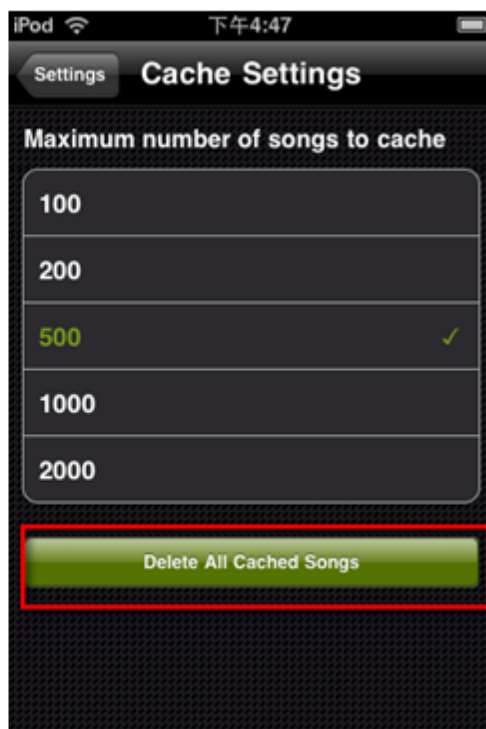 iPod 下午4:47
Settings Cache Settings
Maximum number of songs to cache
100
200
500 ✓
1000
2000
Delete All Cached Songs